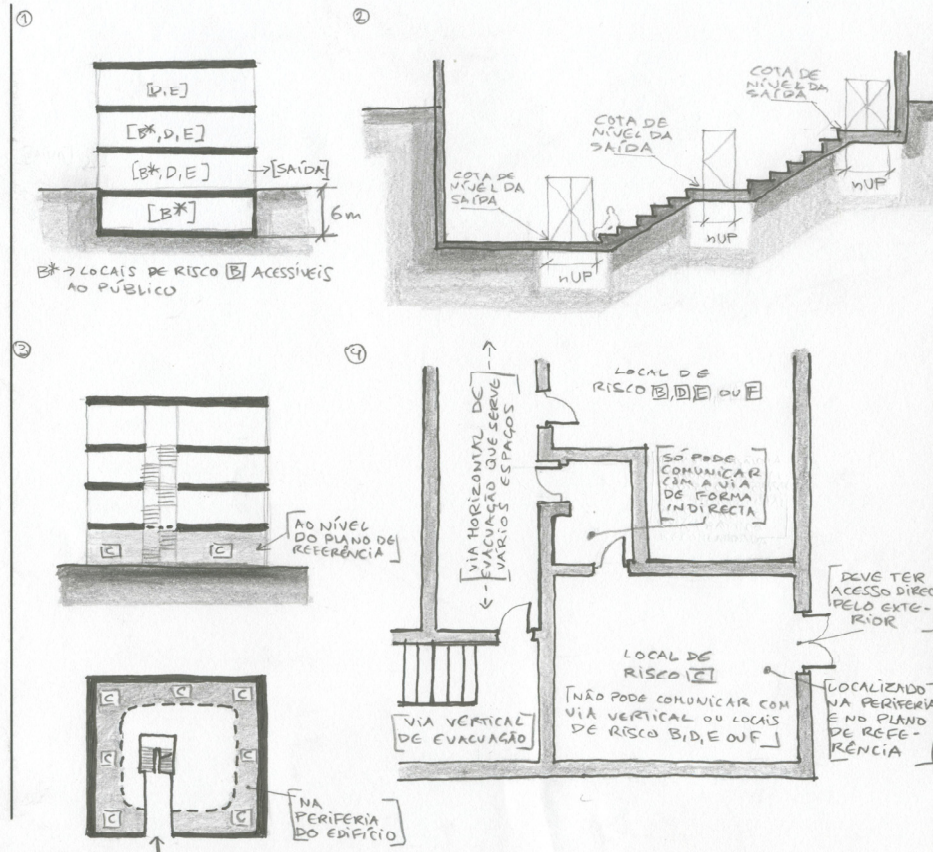 1
[D,E]
[B*,D,E]
[B*,D,E]
[SAÍDA]
[B*]
6m
B* → LOCAIS DE RISCO B ACESSÍVEIS
AO PÚBLICO
2
COTA DE
NÍVEL DA
SAÍDA
nUP
COTA DE
NÍVEL DA
SAÍDA
nUP
COTA DE
NÍVEL DA
SAÍDA
nUP
3
C
C
AO NÍVEL
DO PLANO DE
REFERÊNCIA
C
C
C
C
C
C
C
NA
PERIFERIA
DO EDIFÍCIO
4
VIA HORIZONTAL DE
EVACUAÇÃO QUE SERVE
VÁRIOS ESPAÇOS
LOCAL DE
RISCO B,D,E OU F
SÓ PODE
COMUNICAR
COM A VIA
DE FORMA
INDIRECTA
DEVE TER
ACESSO DIREC
PELO EXTE-
RIOR
LOCAL DE
RISCO C
[NÃO PODE COMUNICAR COM
VIA VERTICAL OU LOCAIS
DE RISCO B,D,E OU F]
LOCALIZADO
NA PERIFERIA
E NO PLANO
DE REFE-
RÊNCIA
VIA VERTICAL
DE EVACUAÇÃO